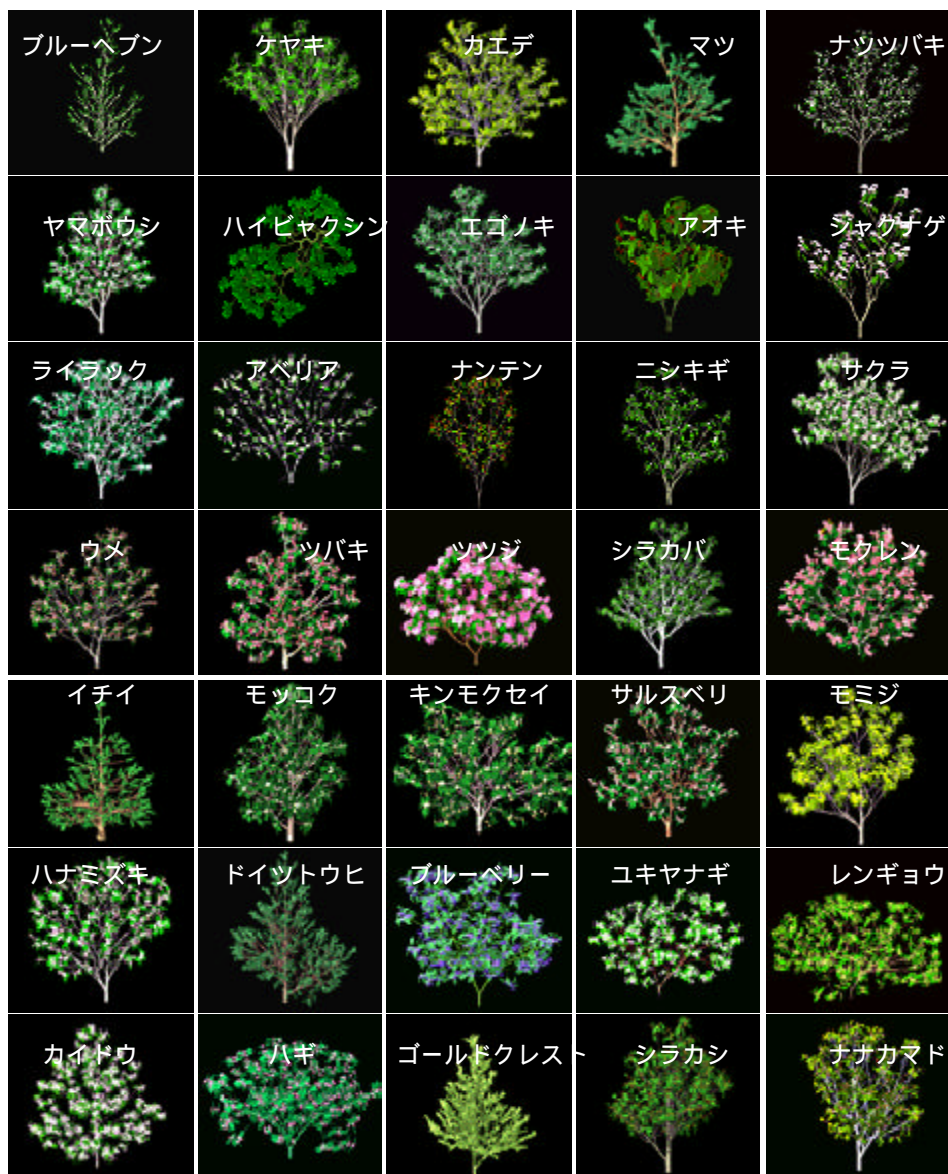 ブルーヘブン
ケヤキ
カエデ
マツ
ナツツバキ
ヤマボウシ
ハイビャクシン
エゴノキ
アオキ
シャクナゲ
ライラック
アベリア
ナンテン
ニシキギ
サクラ
ウメ
ツバキ
ツツジ
シラカバ
モクレン
イチイ
モッコク
キンモクセイ
サルスベリ
モミジ
ハナミズキ
ドイツトウヒ
ブルーベリー
ユキヤナギ
レンギョウ
カイドウ
ハギ
ゴールドクレスト
シラカシ
ナナカマド